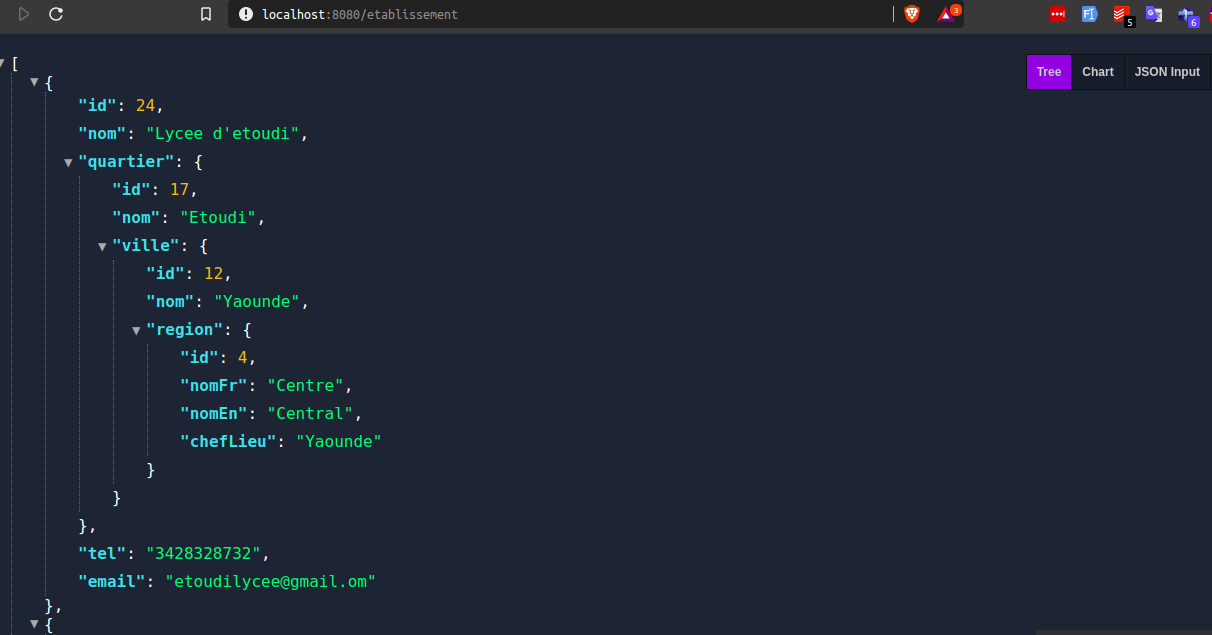 localhost:8080/etablissement
3
5
6
Tree Chart JSON Input
[
{
"id": 24,
"nom": "Lycee d'etoudi",
"quartier": {
"id": 17,
"nom": "Etoudi",
"ville": {
"id": 12,
"nom": "Yaounde",
"region": {
"id": 4,
"nomFr": "Centre",
"nomEn": "Central",
"chefLieu": "Yaounde"
}
}
},
"tel": "3428328732",
"email": "etoudilycee@gmail.om"
},
{